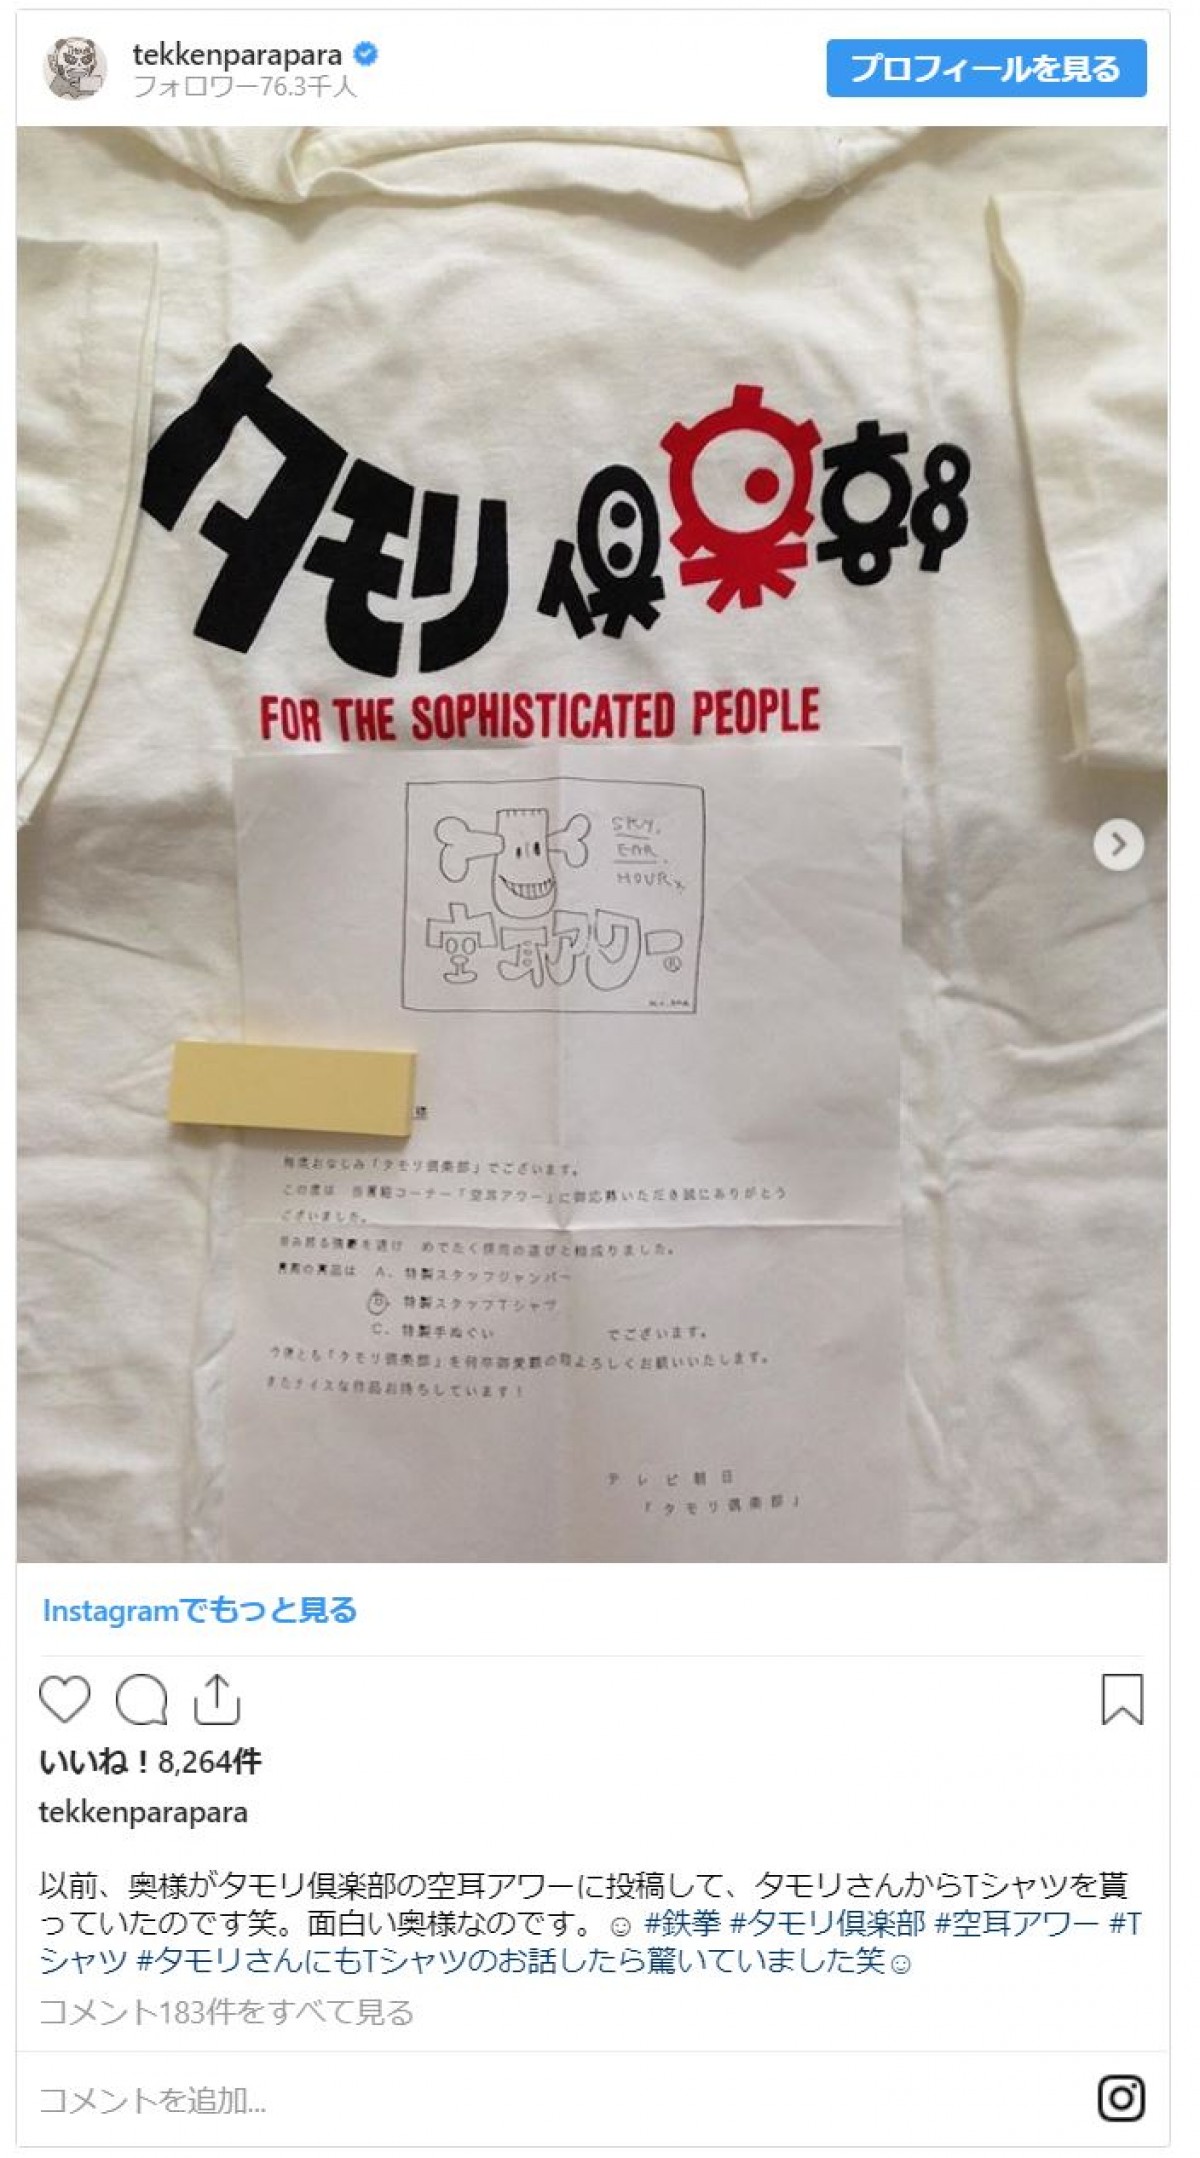 tekkenparapara
フォロワー76.3千人
プロフィールを見る
タモリ倶楽部
FOR THE SOPHISTICATED PEOPLE
SKY.
EAR.
HOUR
空耳アワー
様
毎度おなじみ「タモリ倶楽部」でございます。
この度は 当番組コーナー「空耳アワー」に御応募いただき誠にありがとう
ございました。
並み居る強豪を退け めでたく採用の運びと相成りました。
採用の賞品は A. 特製スタッフジャンパー
B. 特製スタッフTシャツ
C. 特製手ぬぐい でございます。
今後とも「タモリ倶楽部」を何卒御愛顧の程よろしくお願いいたします。
またナイスな作品お待ちしています!
テレビ朝日
「タモリ倶楽部」
Instagramでもっと見る
いいね!8,264件
tekkenparapara
以前、奥様がタモリ倶楽部の空耳アワーに投稿して、タモリさんからTシャツを貰
っていたのです笑。面白い奥様なのです。☺ #鉄拳 #タモリ倶楽部 #空耳アワー #T
シャツ #タモリさんにもTシャツのお話したら驚いていました笑☺
コメント183件をすべて見る
コメントを追加...